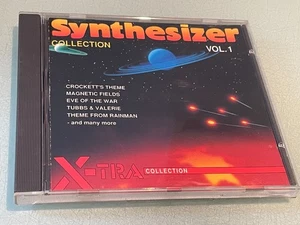 Synthesizer
COLLECTION
VOL. 1
CROCKETT'S THEME
MAGNETIC FIELDS
EVE OF THE WAR
TUBBS & VALERIE
THEME FROM RAINMAN
- and many more
X-TRA COLLECTION